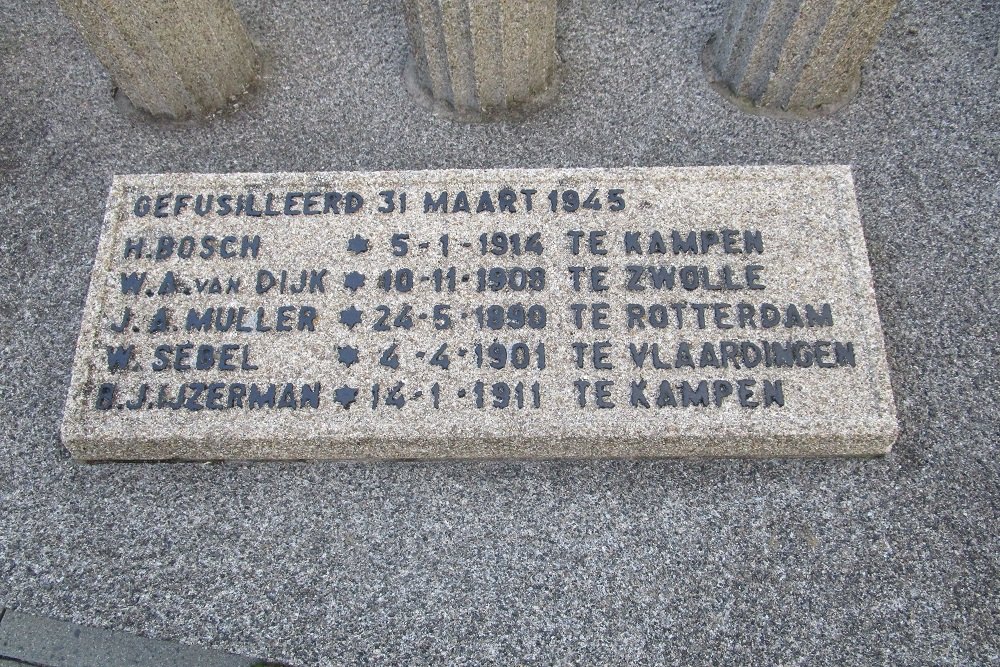 GEFUSILLEERD 31 MAART 1945
H. BOSCH ✶ 5-1-1914 TE KAMPEN
W.A. VAN DIJK ✶ 10-11-1908 TE ZWOLLE
J.A. MULLER ✶ 24-5-1890 TE ROTTERDAM
W. SEBEL ✶ 4-4-1901 TE VLAARDINGEN
B.J. IJZERMAN ✶ 14-1-1911 TE KAMPEN